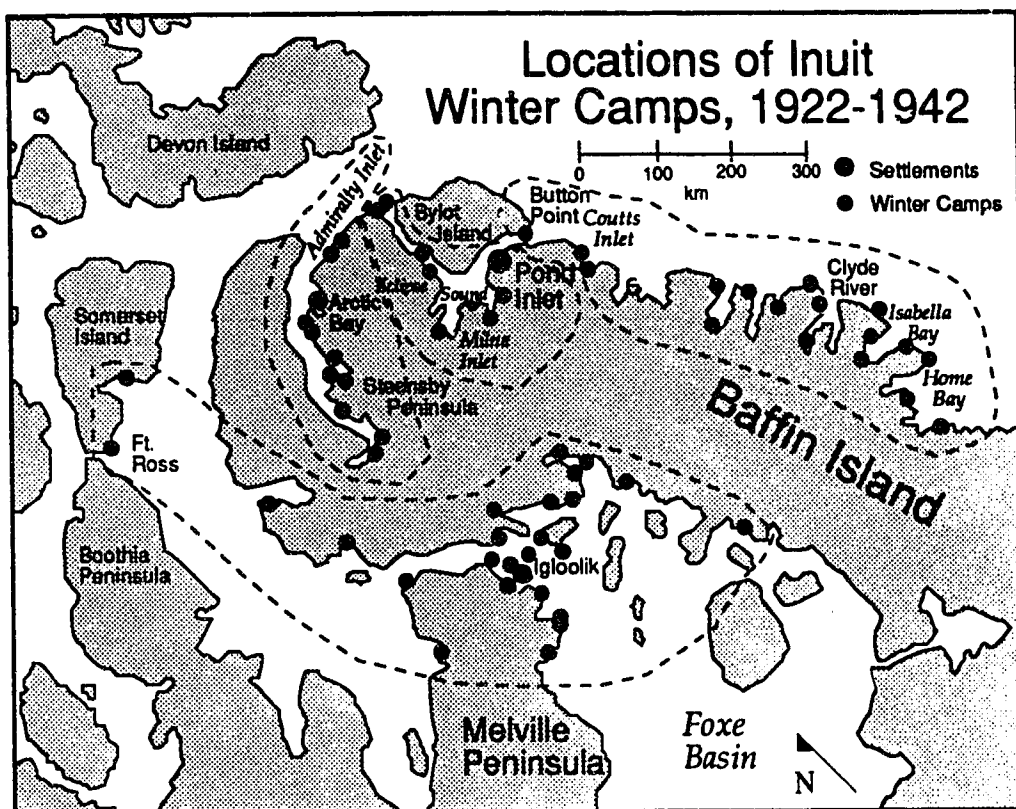 Locations of Inuit
Winter Camps, 1922-1942
0 100 200 300
km
Settlements
Winter Camps
Devon Island
Admiralty Inlet
Bylot
Island
Button
Point
Coutts
Inlet
Eclipse
Sound
Pond
Inlet
Milne
Inlet
Clyde
River
Isabella
Bay
Home
Bay
Somerset
Island
Arctic
Bay
Steensby
Peninsula
Baffin Island
Ft.
Ross
Boothia
Peninsula
Igloolik
Melville
Peninsula
Foxe
Basin
N